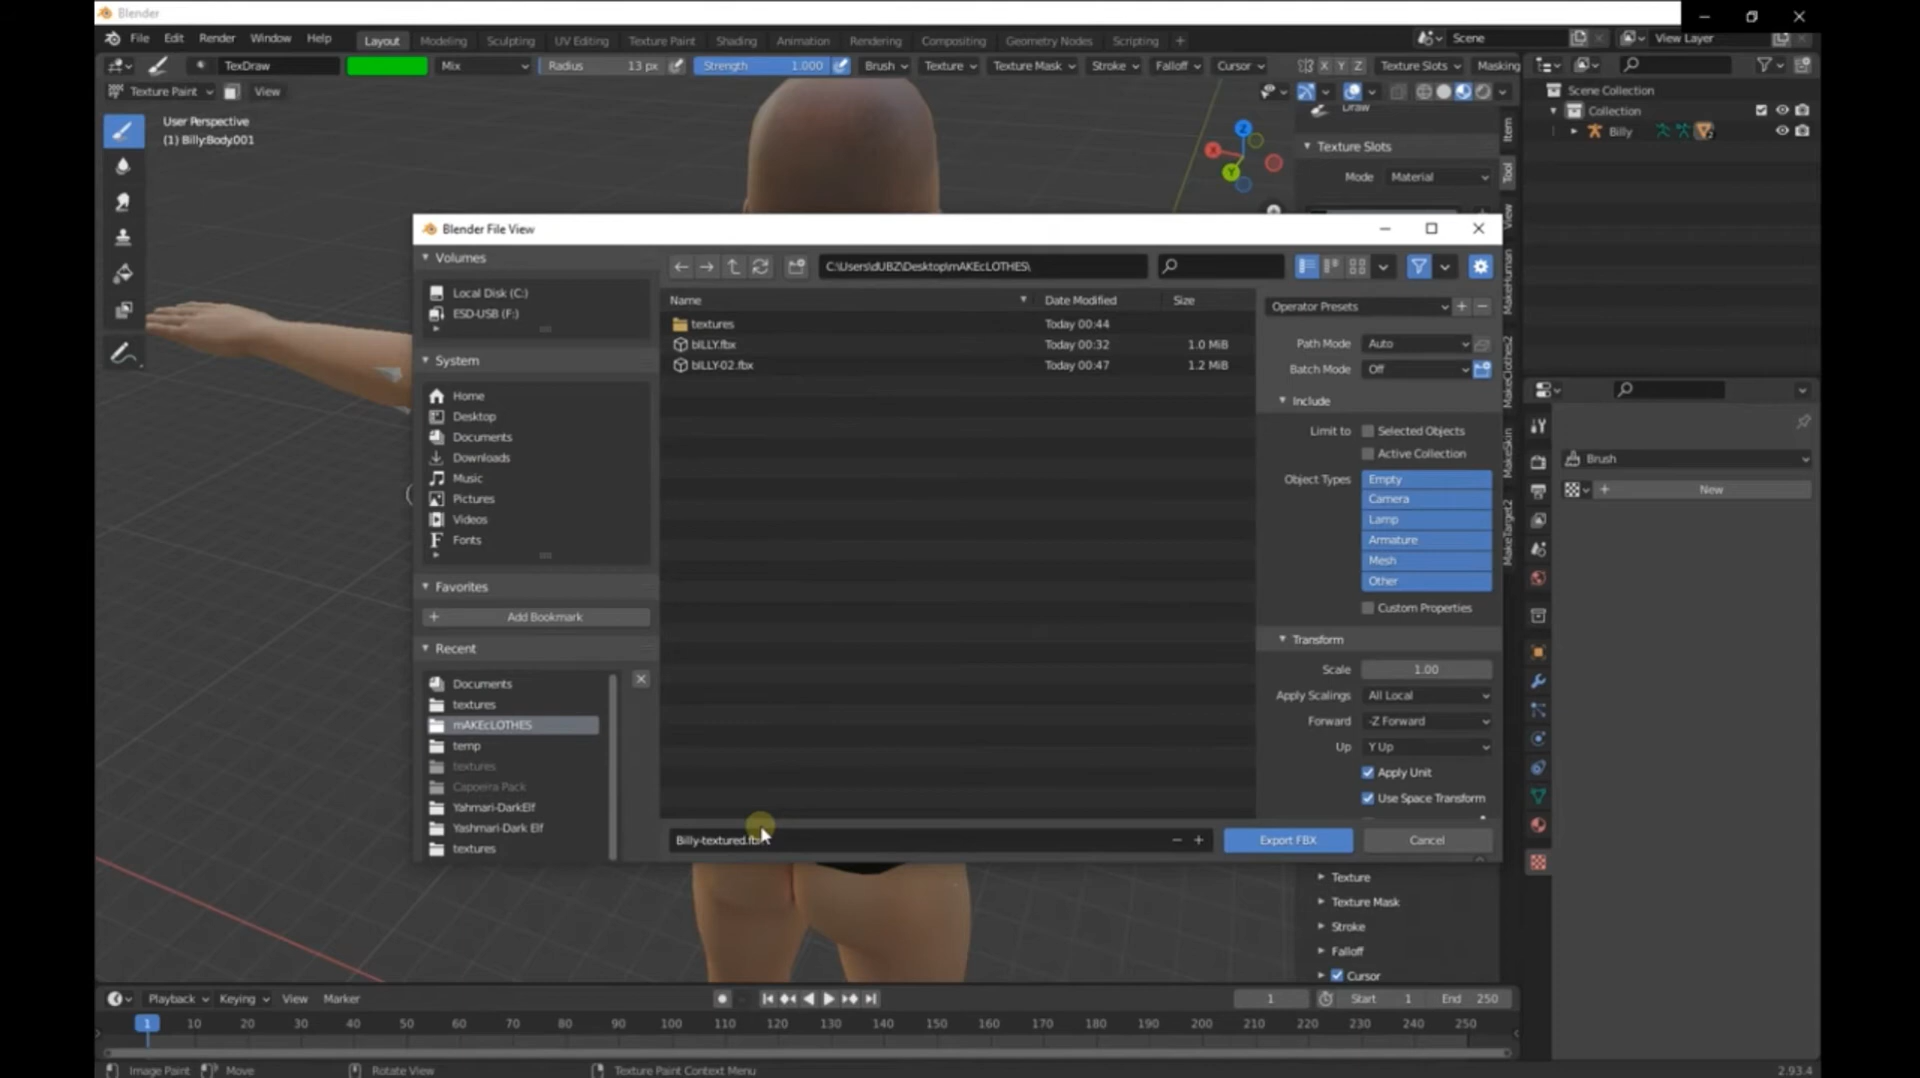 Blender
File Edit Render Window Help Layout Modeling Sculpting UV Editing Texture Paint Shading Animation Rendering Compositing Geometry Nodes Scripting + Scene View Layer
TexDraw Mix Radius 13 px Strength 1.000 Brush Texture Texture Mask Stroke Falloff Cursor X Y Z Texture Slots Masking
Texture Paint View
User Perspective
(1) Billy:Body.001
Draw
Texture Slots
Mode Material
Item
Tool
View
MakeHuman
MakeClothes2
MakeSkin
MakeTarget2
Scene Collection
Collection
Billy
Brush
New
Blender File View
Volumes
Local Disk (C:)
ESD-USB (F:)
System
Home
Desktop
Documents
Downloads
Music
Pictures
Videos
Fonts
Favorites
Add Bookmark
Recent
Documents
textures
mAKEcLOTHES
temp
textures
Capoeira Pack
Yahmari-DarkElf
Yashmari-Dark Elf
textures
C:\Users\dUBZ\Desktop\mAKEcLOTHES\
Name Date Modified Size
textures Today 00:44
bILLY.fbx Today 00:32 1.0 MiB
bILLY-02.fbx Today 00:47 1.2 MiB
Billy-textured.fbx
Operator Presets
Path Mode Auto
Batch Mode Off
Include
Limit to Selected Objects
Active Collection
Object Types Empty
Camera
Lamp
Armature
Mesh
Other
Custom Properties
Transform
Scale 1.00
Apply Scalings All Local
Forward -Z Forward
Up Y Up
Apply Unit
Use Space Transform
Export FBX Cancel
Texture
Texture Mask
Stroke
Falloff
Cursor
Playback Keying View Marker 1 Start 1 End 250
1 10 20 30 40 50 60 70 80 90 100 110 120 130 140 150 160 170 180 190 200 210 220 230 240 250
Image Paint Move Rotate View Texture Paint Context Menu 2.93.4